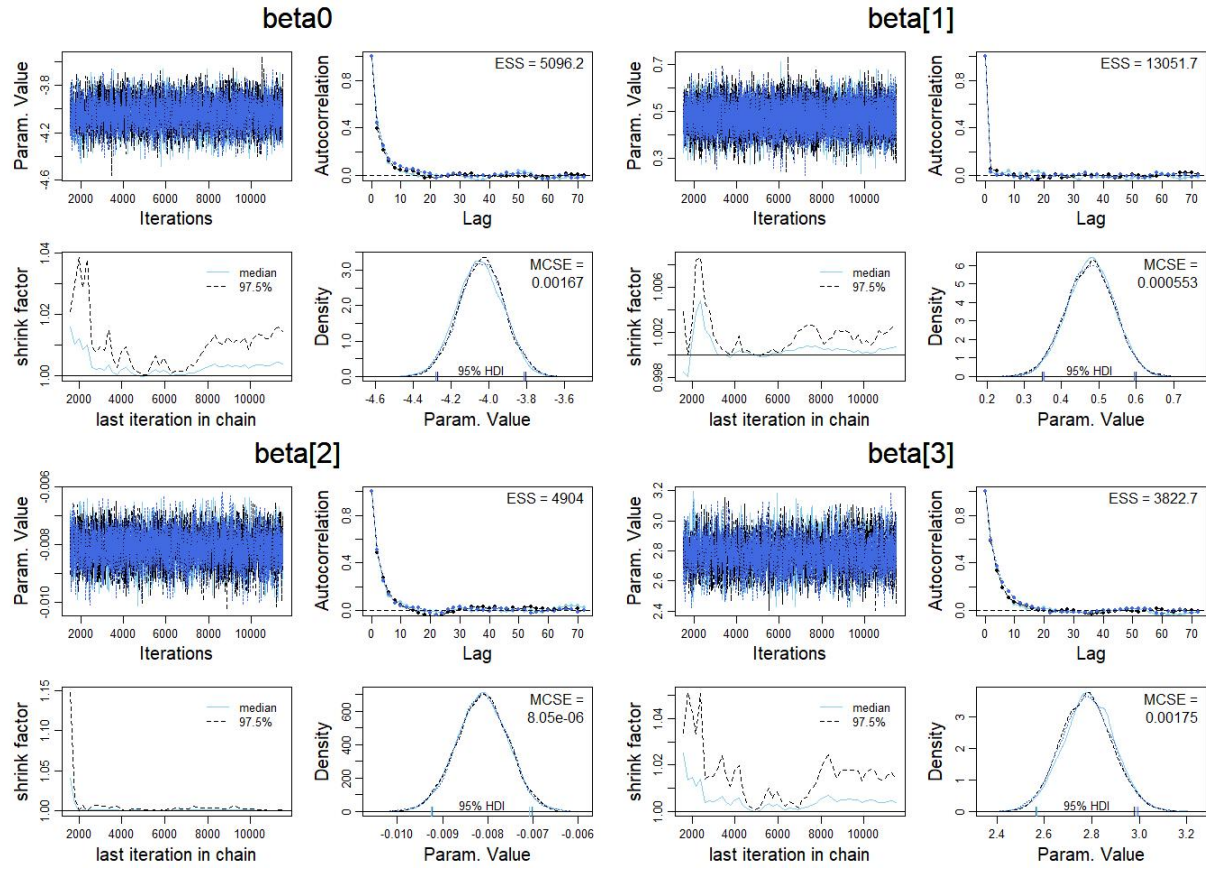 beta0
Param. Value
-4.6 -4.2 -3.8
2000 4000 6000 8000 10000
Iterations
Autocorrelation
0.0 0.4 0.8
ESS = 5096.2
0 10 20 30 40 50 60 70
Lag
shrink factor
1.00 1.02 1.04
median
97.5%
2000 4000 6000 8000 10000
last iteration in chain
Density
0.0 1.0 2.0 3.0
MCSE =
0.00167
95% HDI
-4.6 -4.4 -4.2 -4.0 -3.8 -3.6
Param. Value
beta[1]
Param. Value
0.3 0.5 0.7
2000 4000 6000 8000 10000
Iterations
Autocorrelation
0.0 0.4 0.8
ESS = 13051.7
0 10 20 30 40 50 60 70
Lag
shrink factor
0.998 1.002 1.006
median
97.5%
2000 4000 6000 8000 10000
last iteration in chain
Density
0 1 2 3 4 5 6
MCSE =
0.000553
95% HDI
0.2 0.3 0.4 0.5 0.6 0.7
Param. Value
beta[2]
Param. Value
-0.010 -0.008 -0.006
2000 4000 6000 8000 10000
Iterations
Autocorrelation
0.0 0.4 0.8
ESS = 4904
0 10 20 30 40 50 60 70
Lag
shrink factor
1.00 1.05 1.10 1.15
median
97.5%
2000 4000 6000 8000 10000
last iteration in chain
Density
0 200 400 600
MCSE =
8.05e-06
95% HDI
-0.010 -0.009 -0.008 -0.007 -0.006
Param. Value
beta[3]
Param. Value
2.4 2.6 2.8 3.0 3.2
2000 4000 6000 8000 10000
Iterations
Autocorrelation
0.0 0.4 0.8
ESS = 3822.7
0 10 20 30 40 50 60 70
Lag
shrink factor
1.00 1.02 1.04
median
97.5%
2000 4000 6000 8000 10000
last iteration in chain
Density
0 1 2 3
MCSE =
0.00175
95% HDI
2.4 2.6 2.8 3.0 3.2
Param. Value